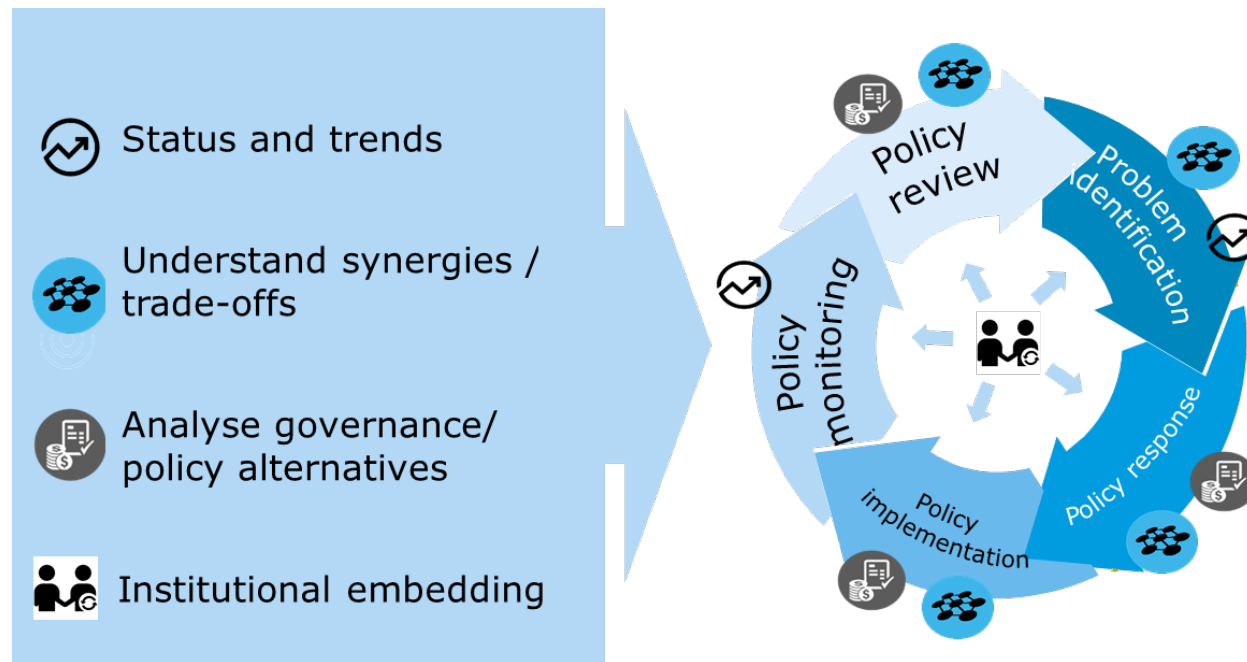 Status and trends
Understand synergies /
trade-offs
Analyse governance/
policy alternatives
Institutional embedding
Policy
review
Problem
identification
Policy response
Policy
implementation
Policy
monitoring